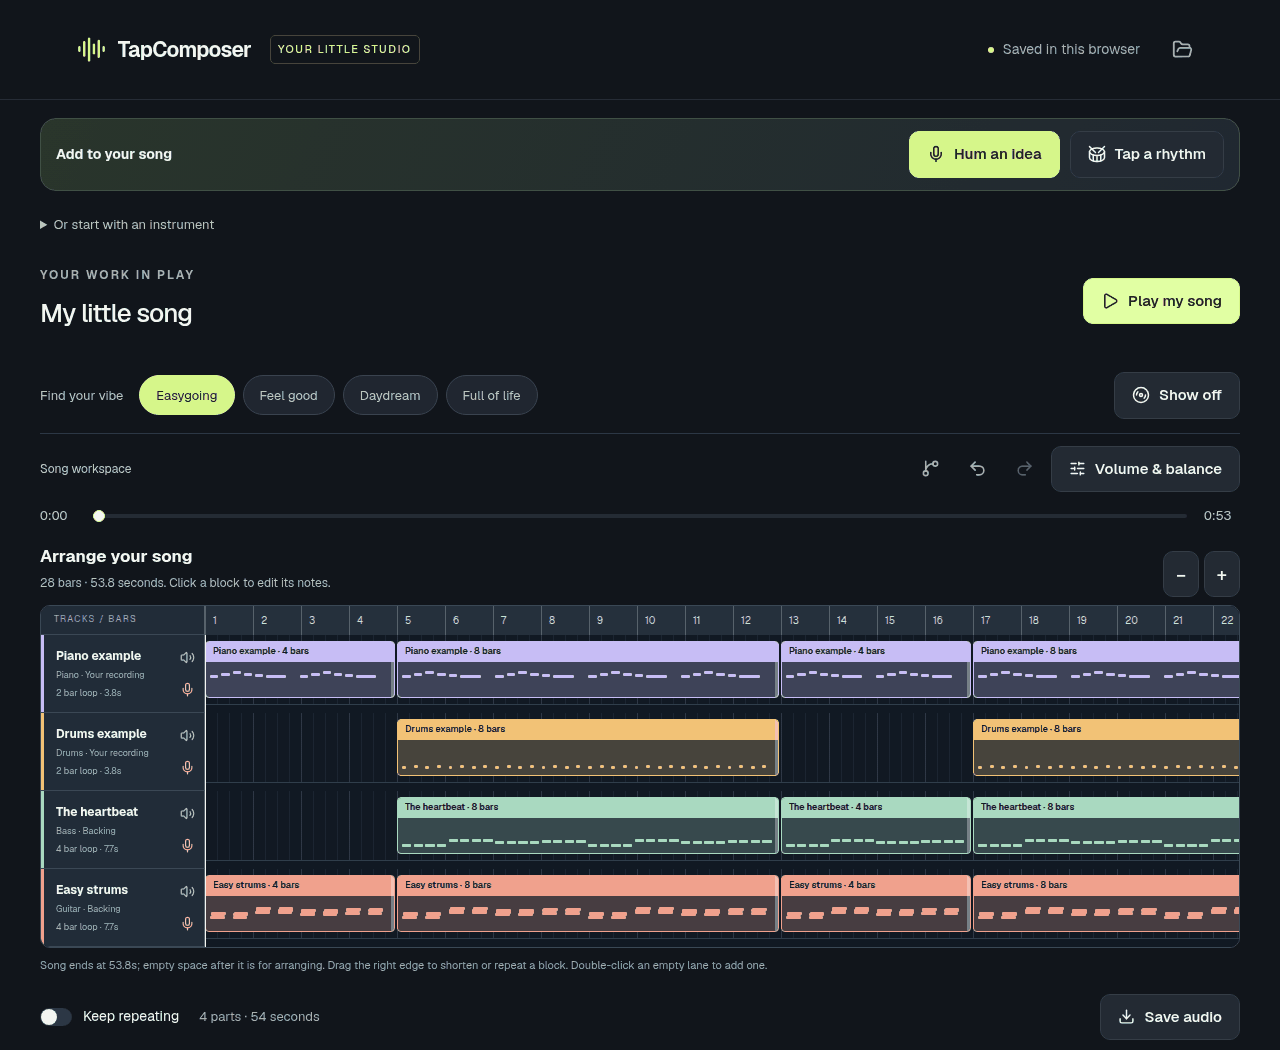 TapComposer YOUR LITTLE STUDIO Saved in this browser
Add to your song Hum an idea Tap a rhythm
Or start with an instrument
YOUR WORK IN PLAY
My little song Play my song
Find your vibe Easygoing Feel good Daydream Full of life Show off
Song workspace Volume & balance
0:00 0:53
Arrange your song
28 bars · 53.8 seconds. Click a block to edit its notes. − +
TRACKS / BARS 1 2 3 4 5 6 7 8 9 10 11 12 13 14 15 16 17 18 19 20 21 22
Piano example Piano example · 4 bars Piano example · 8 bars Piano example · 4 bars Piano example · 8 bars
Piano · Your recording
2 bar loop · 3.8s
Drums example Drums example · 8 bars Drums example · 8 bars
Drums · Your recording
2 bar loop · 3.8s
The heartbeat The heartbeat · 8 bars The heartbeat · 4 bars The heartbeat · 8 bars
Bass · Backing
4 bar loop · 7.7s
Easy strums Easy strums · 4 bars Easy strums · 8 bars Easy strums · 4 bars Easy strums · 8 bars
Guitar · Backing
4 bar loop · 7.7s
Song ends at 53.8s; empty space after it is for arranging. Drag the right edge to shorten or repeat a block. Double-click an empty lane to add one.
Keep repeating 4 parts · 54 seconds Save audio